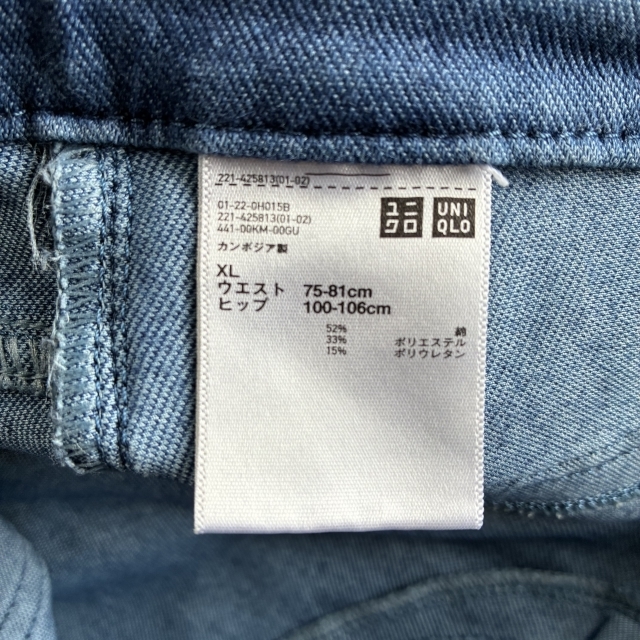 221-425813(01-02)
01-22-0H015B
221-425813(01-02)
441-00KM-00GU
ユニクロ UNIQLO
カンボジア製
XL
ウエスト 75-81cm
ヒップ 100-106cm
52% 綿
33% ポリエステル
15% ポリウレタン